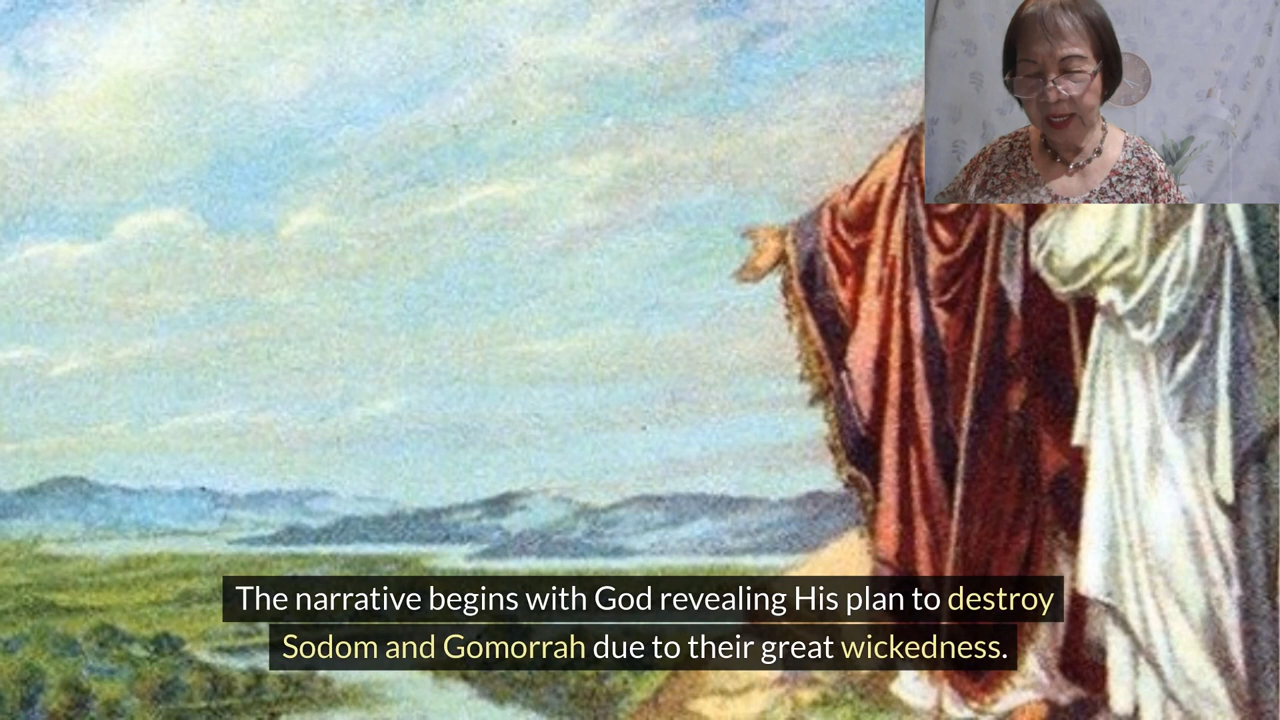 The narrative begins with God revealing His plan to destroy
Sodom and Gomorrah due to their great wickedness.